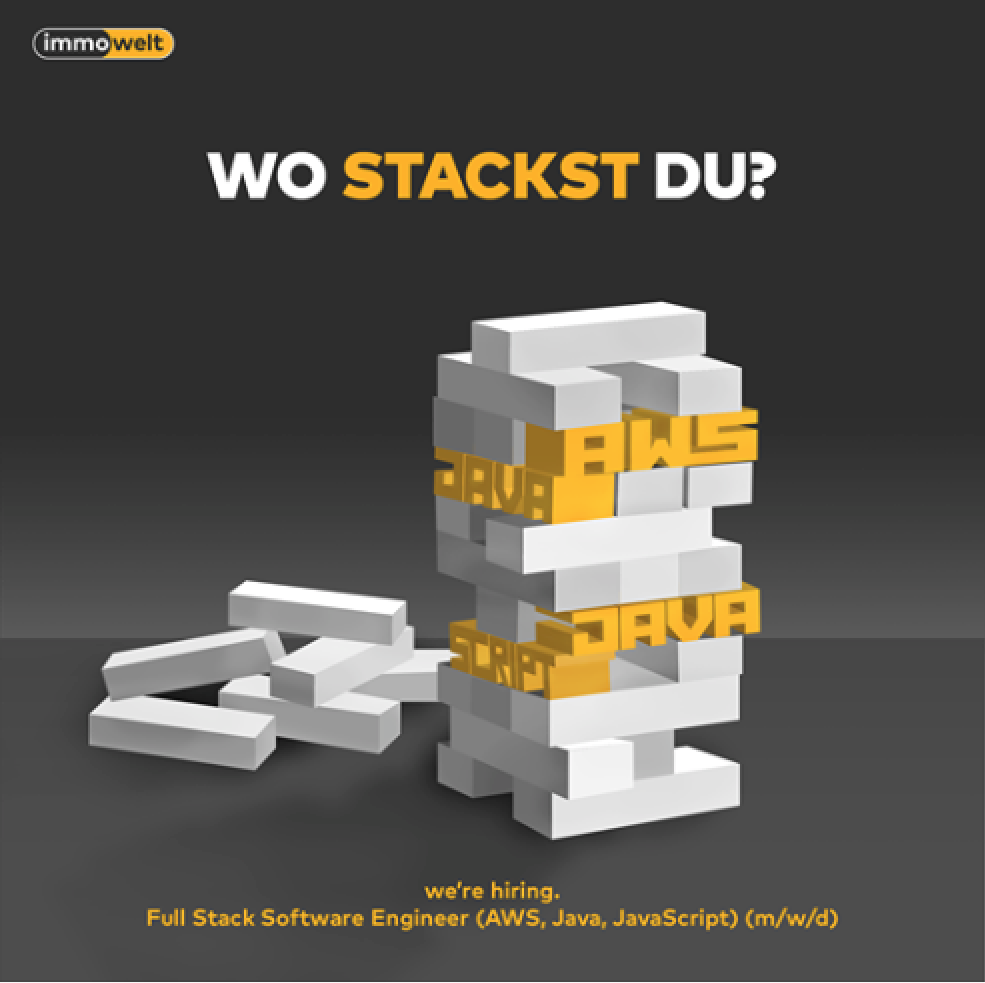 immowelt
WO STACKST DU?
AWS
JAVA
JAVA
SCRIPT
we're hiring.
Full Stack Software Engineer (AWS, Java, JavaScript) (m/w/d)